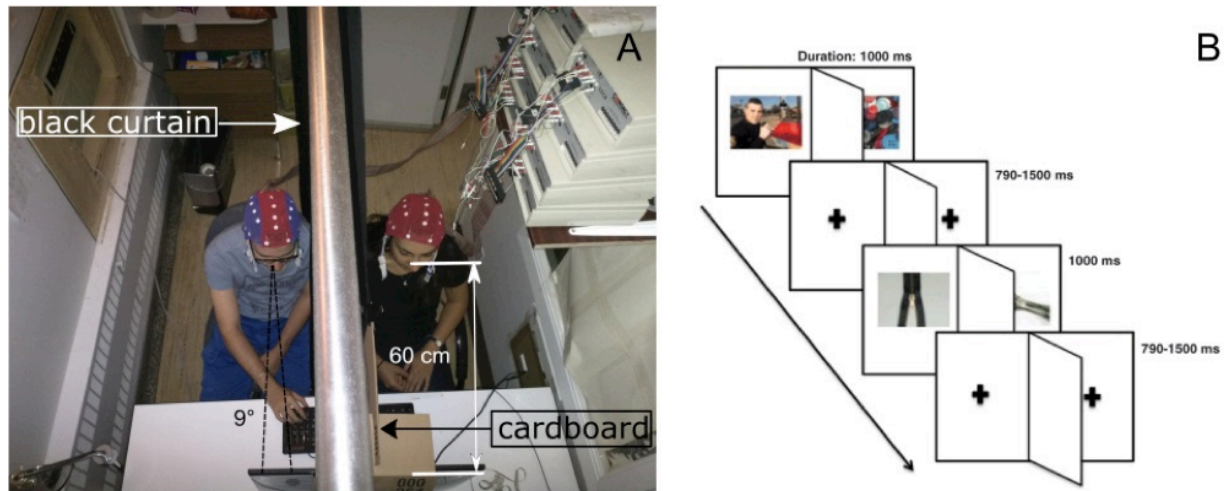 A
black curtain
60 cm
9°
cardboard
B
Duration: 1000 ms
790-1500 ms
1000 ms
790-1500 ms